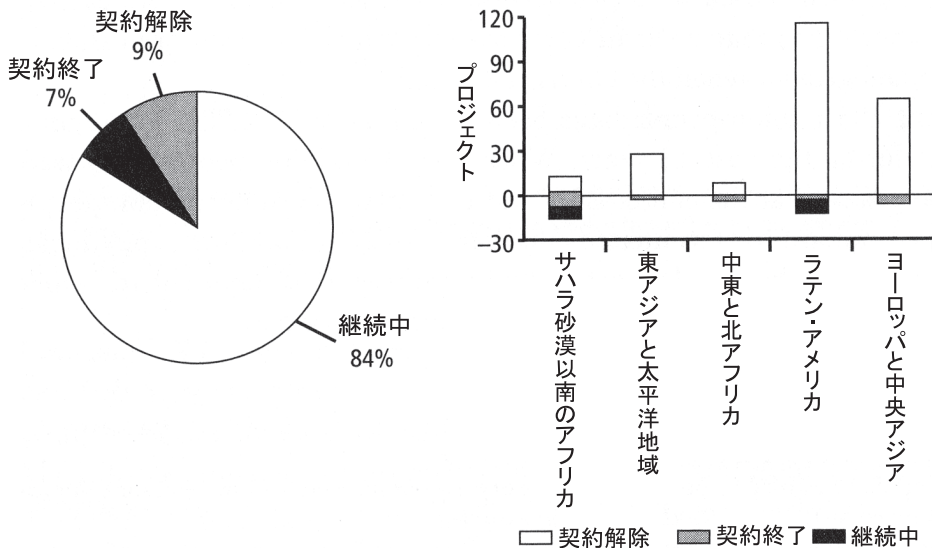 契約解除
9%
契約終了
7%
継続中
84%
プロジェクト
120
90
60
30
0
–30
サハラ砂漠以南のアフリカ
東アジアと太平洋地域
中東と北アフリカ
ラテン・アメリカ
ヨーロッパと中央アジア
契約解除 契約終了 継続中